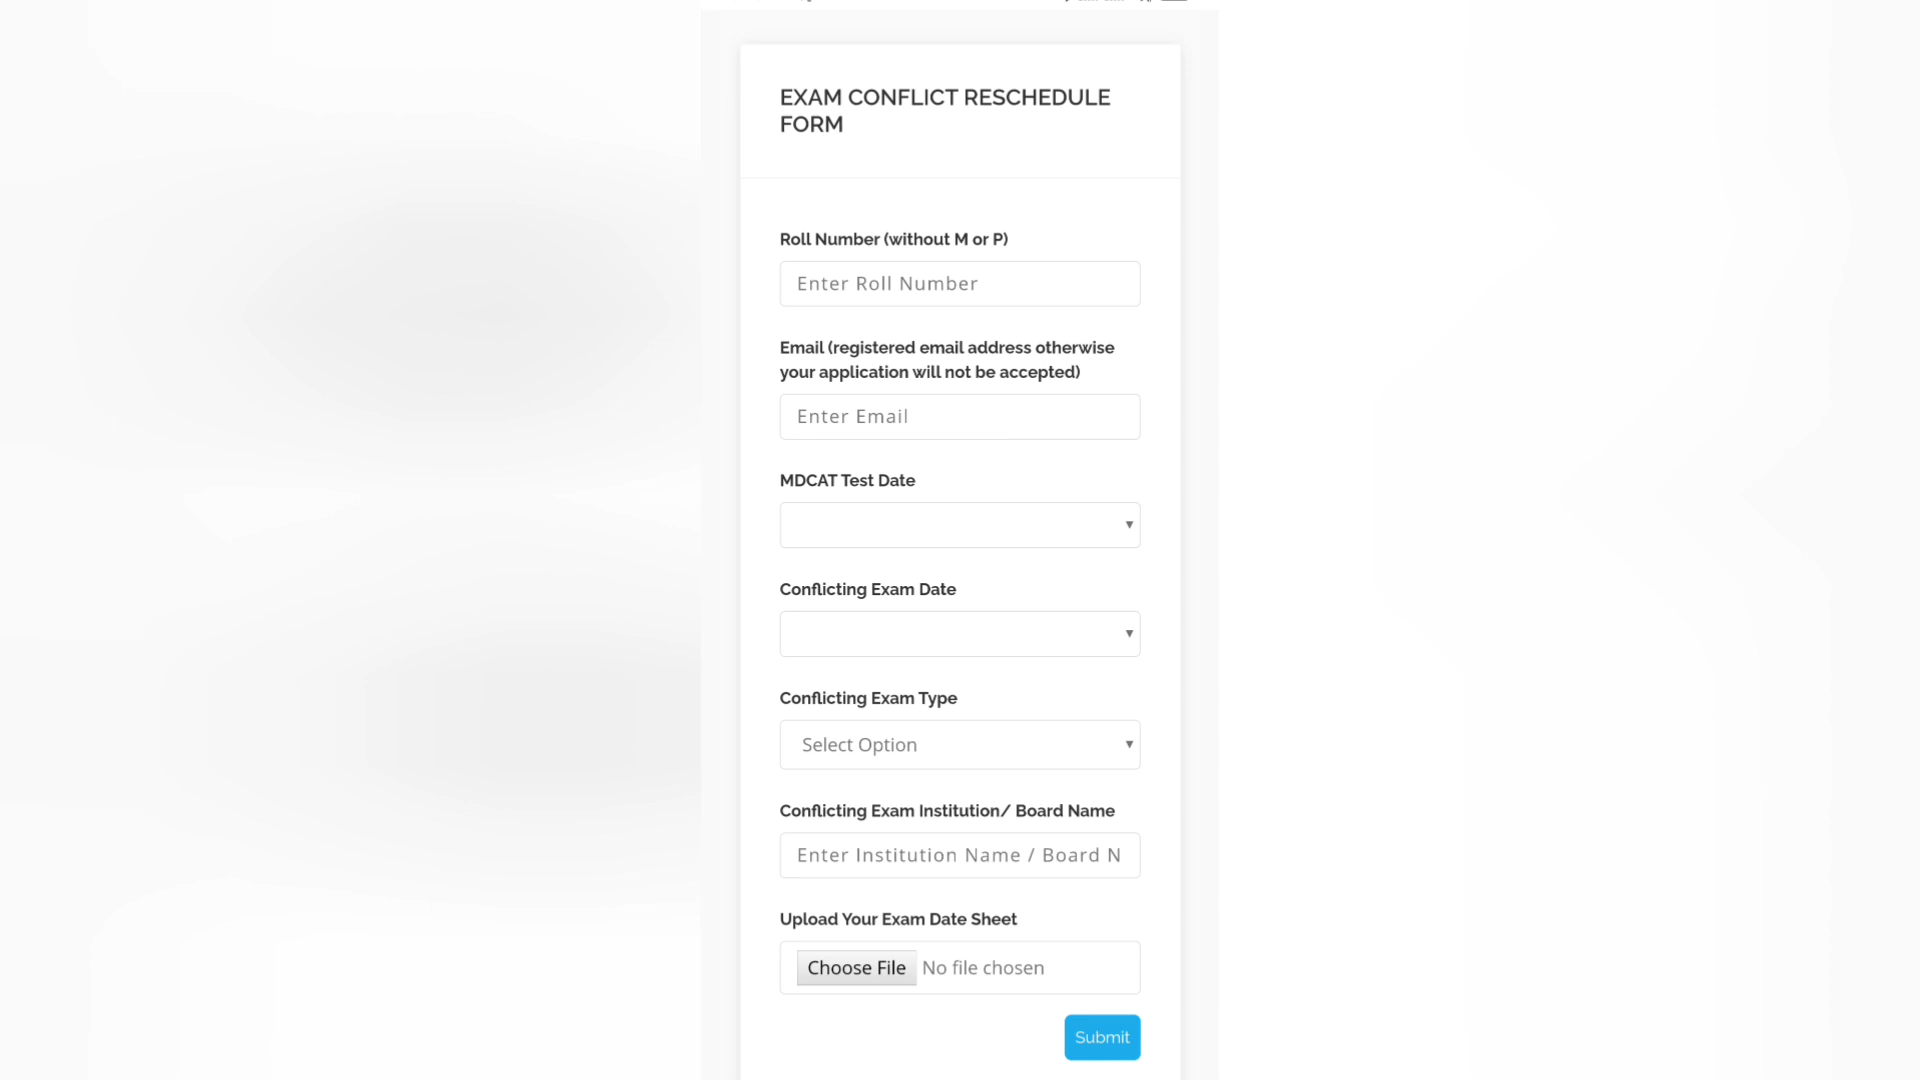 EXAM CONFLICT RESCHEDULE
FORM
Roll Number (without M or P)
Enter Roll Number
Email (registered email address otherwise
your application will not be accepted)
Enter Email
MDCAT Test Date
Conflicting Exam Date
Conflicting Exam Type
Select Option
Conflicting Exam Institution/ Board Name
Enter Institution Name / Board N
Upload Your Exam Date Sheet
Choose File No file chosen
Submit